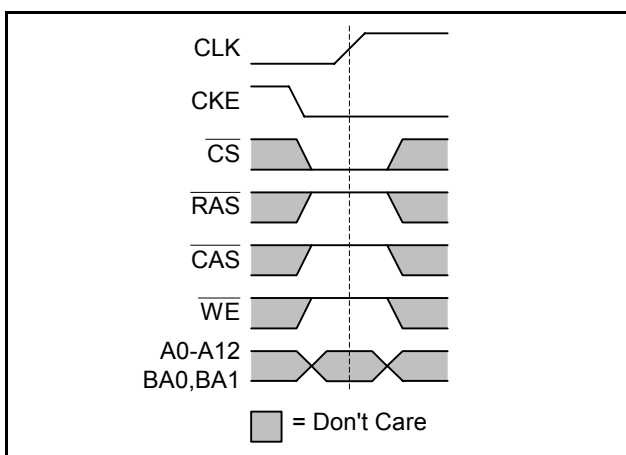 CLK
CKE
CS
RAS
CAS
WE
A0-A12
BA0,BA1
= Don't Care